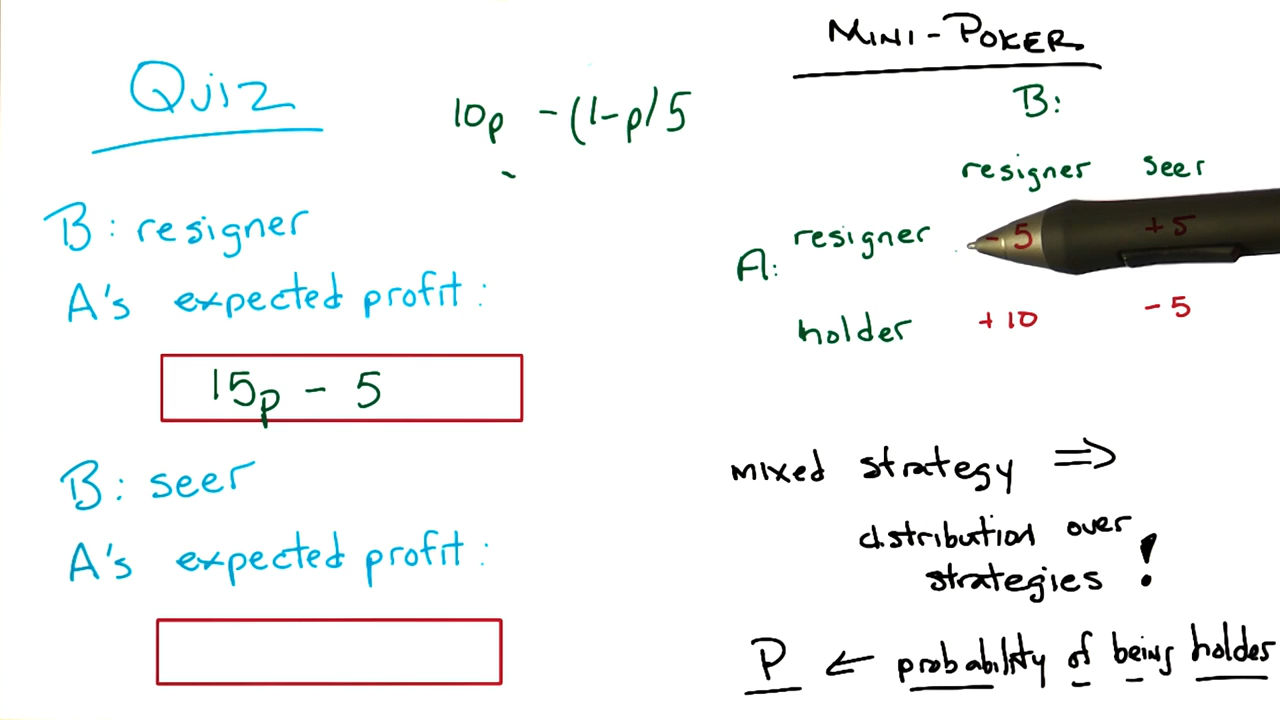 Quiz
10p - (1-p)5
B: resigner
A's expected profit:
15p - 5
B: seer
A's expected profit:
MINI-POKER
B:
resigner seer
A:
resigner -5 +5
holder +10 -5
mixed strategy ⇒
distribution over
strategies!
P ← probability of being holder